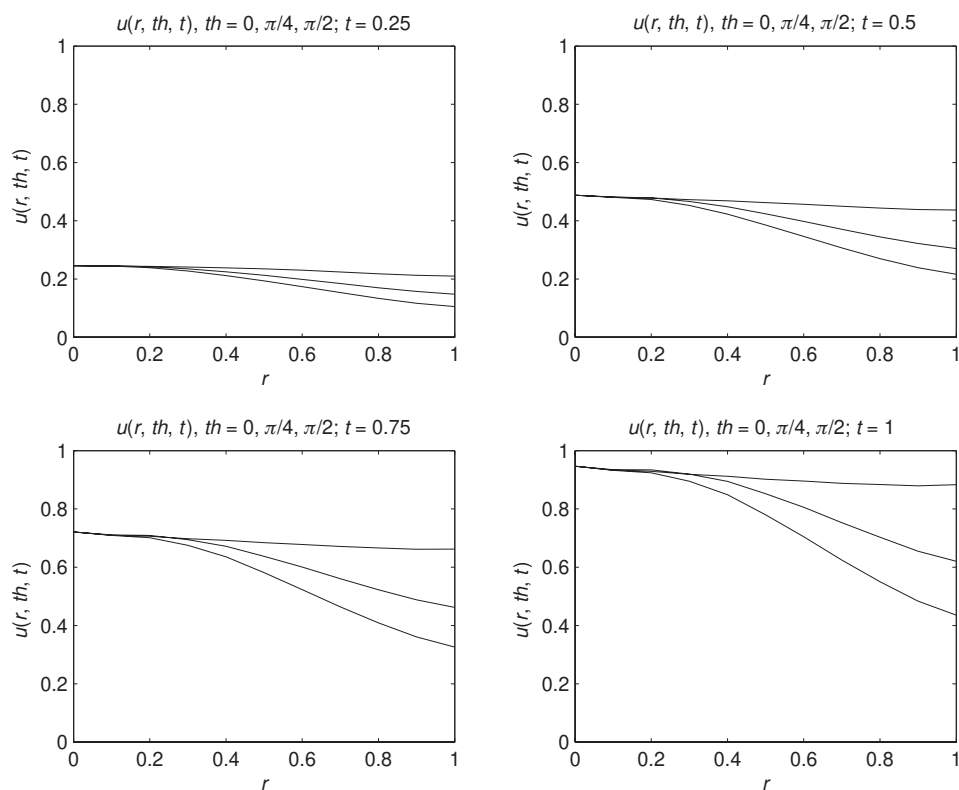 u(r, th, t), th = 0, π/4, π/2; t = 0.25
1
0.8
0.6
0.4
0.2
0
u(r, th, t)
0 0.2 0.4 0.6 0.8 1
r
u(r, th, t), th = 0, π/4, π/2; t = 0.5
1
0.8
0.6
0.4
0.2
0
u(r, th, t)
0 0.2 0.4 0.6 0.8 1
r
u(r, th, t), th = 0, π/4, π/2; t = 0.75
1
0.8
0.6
0.4
0.2
0
u(r, th, t)
0 0.2 0.4 0.6 0.8 1
r
u(r, th, t), th = 0, π/4, π/2; t = 1
1
0.8
0.6
0.4
0.2
0
u(r, th, t)
0 0.2 0.4 0.6 0.8 1
r